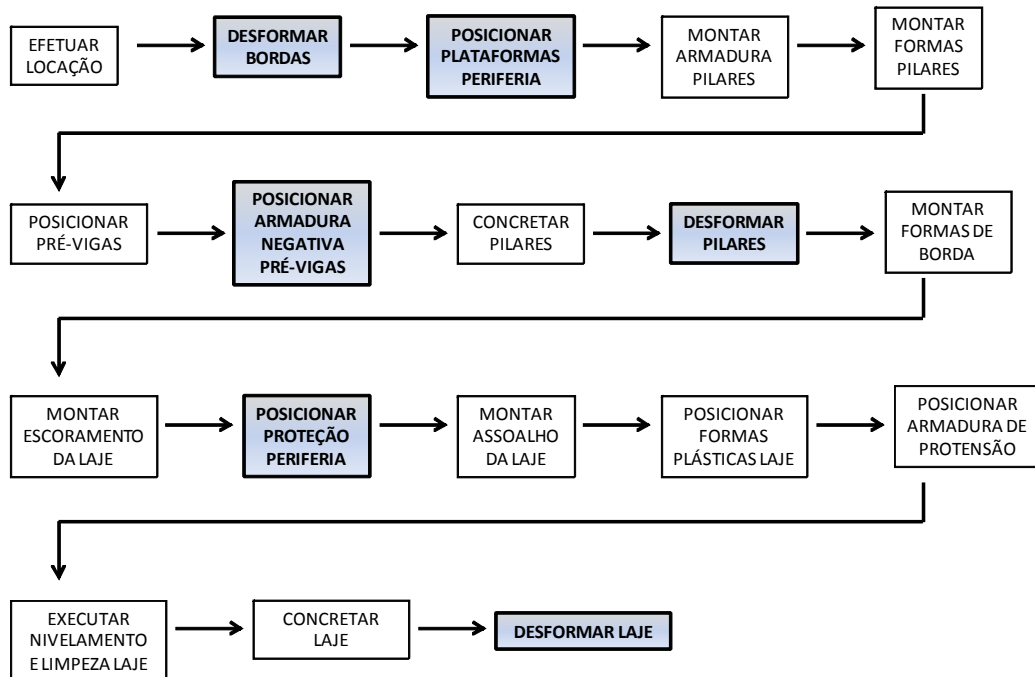 EFETUAR
LOCAÇÃO
DESFORMAR
BORDAS
POSICIONAR
PLATAFORMAS
PERIFERIA
MONTAR
ARMADURA
PILARES
MONTAR
FORMAS
PILARES
POSICIONAR
PRÉ-VIGAS
POSICIONAR
ARMADURA
NEGATIVA
PRÉ-VIGAS
CONCRETAR
PILARES
DESFORMAR
PILARES
MONTAR
FORMAS DE
BORDA
MONTAR
ESCORAMENTO
DA LAJE
POSICIONAR
PROTEÇÃO
PERIFERIA
MONTAR
ASSOALHO
DA LAJE
POSICIONAR
FORMAS
PLÁSTICAS LAJE
POSICIONAR
ARMADURA DE
PROTENSÃO
EXECUTAR
NIVELAMENTO
E LIMPEZA LAJE
CONCRETAR
LAJE
DESFORMAR LAJE